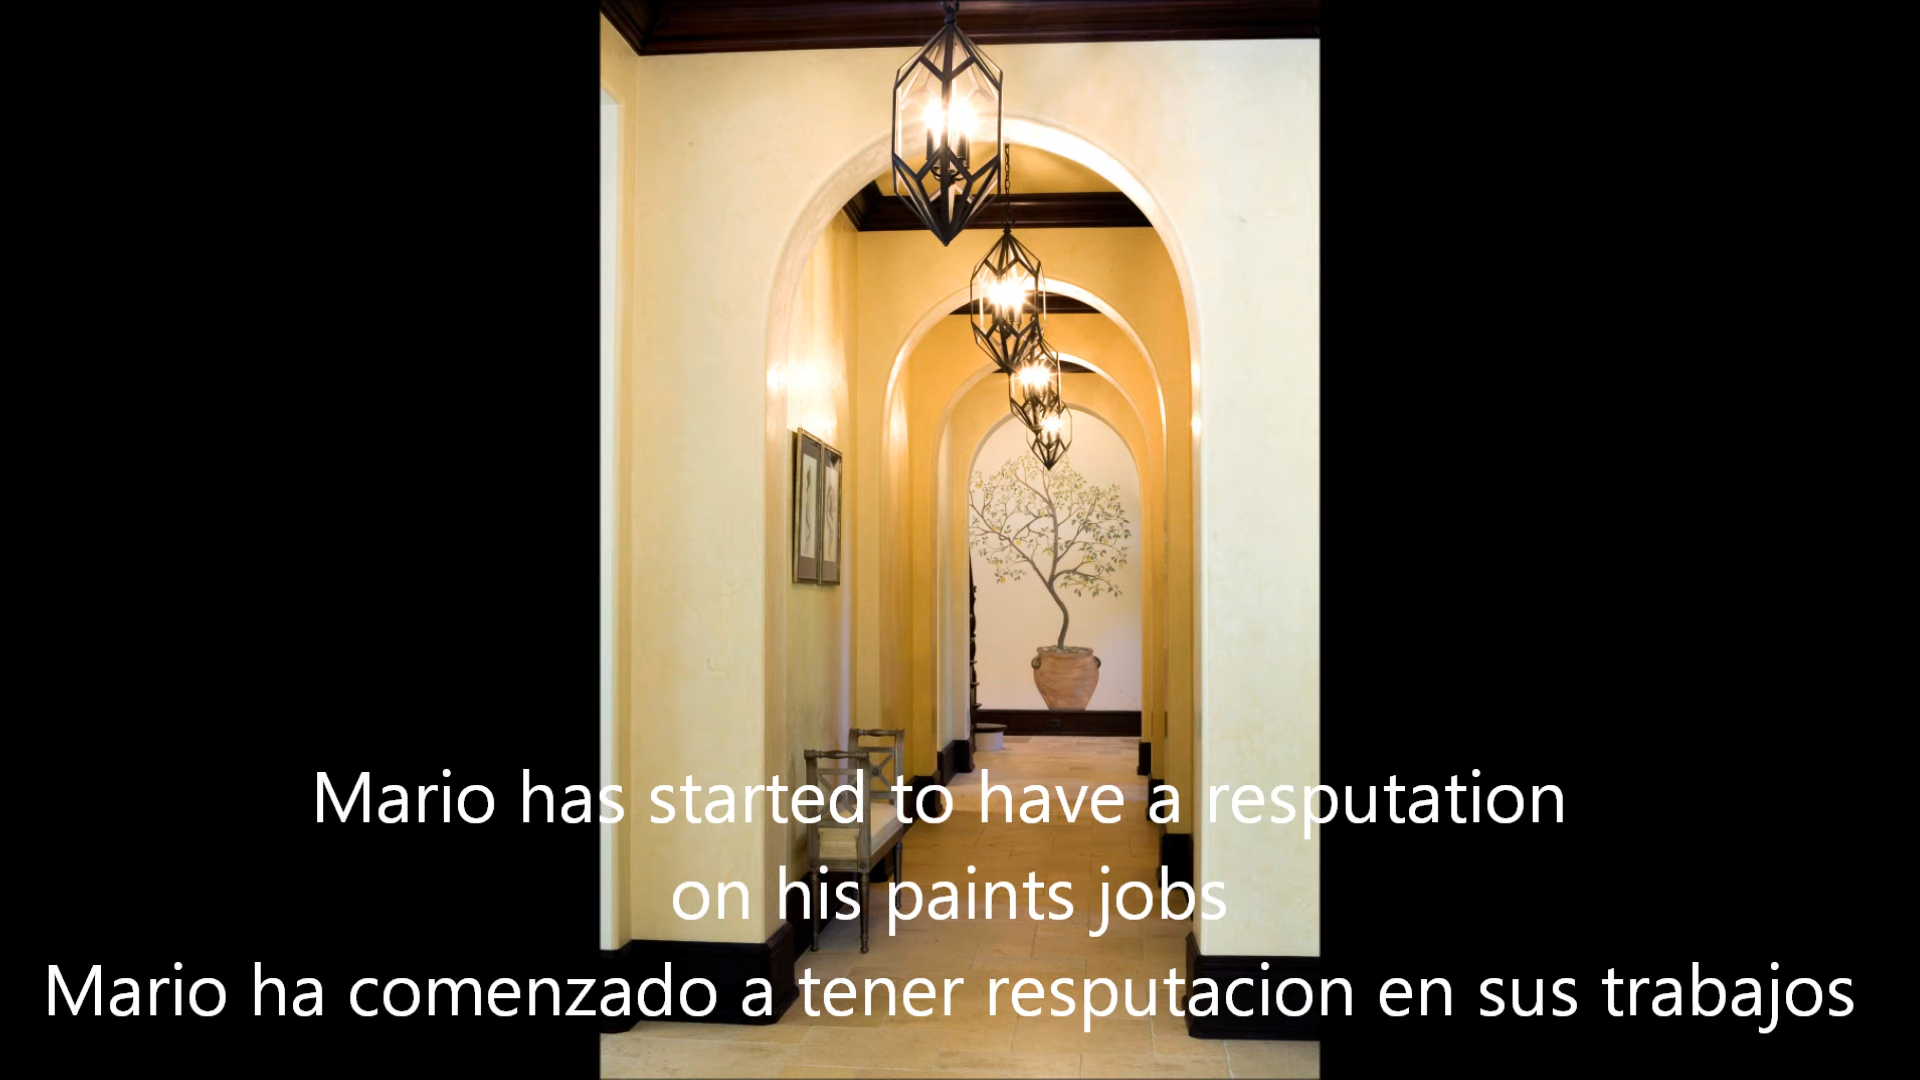 Mario has started to have a resputation
on his paints jobs
Mario ha comenzado a tener resputacion en sus trabajos